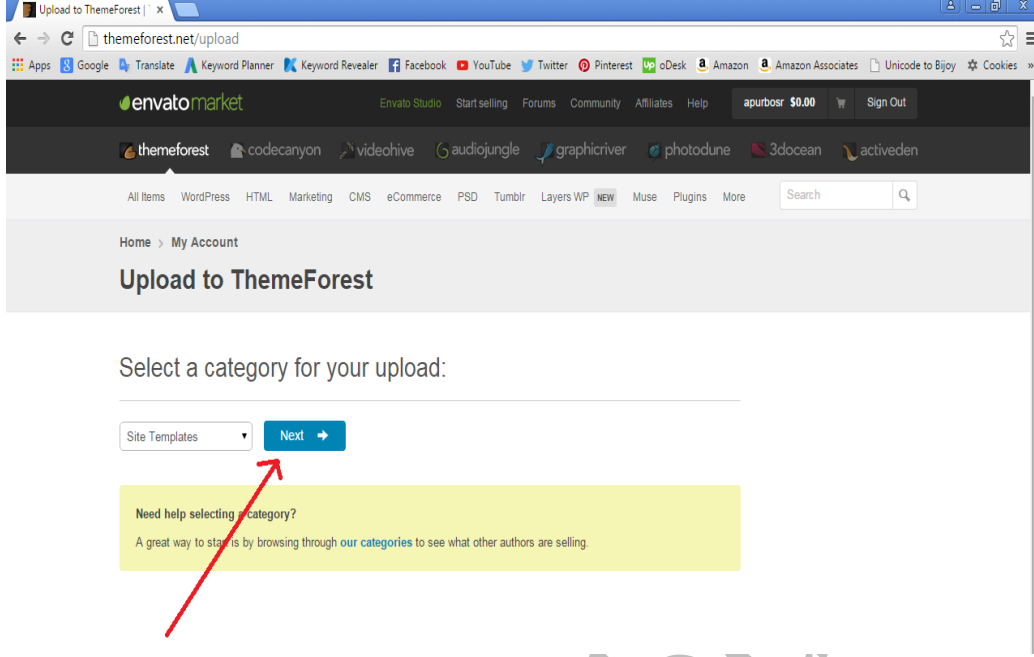 Upload to ThemeForest |
themeforest.net/upload
Apps Google Translate Keyword Planner Keyword Revealer Facebook YouTube Twitter Pinterest Up oDesk Amazon Amazon Associates Unicode to Bijoy Cookies »
envatomarket Envato Studio Start selling Forums Community Affiliates Help apurbosr $0.00 Sign Out
themeforest codecanyon videohive audiojungle graphicriver photodune 3docean activeden
All Items WordPress HTML Marketing CMS eCommerce PSD Tumblr Layers WP NEW Muse Plugins More Search
Home > My Account
Upload to ThemeForest
Select a category for your upload:
Site Templates Next
Need help selecting a category?
A great way to start is by browsing through our categories to see what other authors are selling.